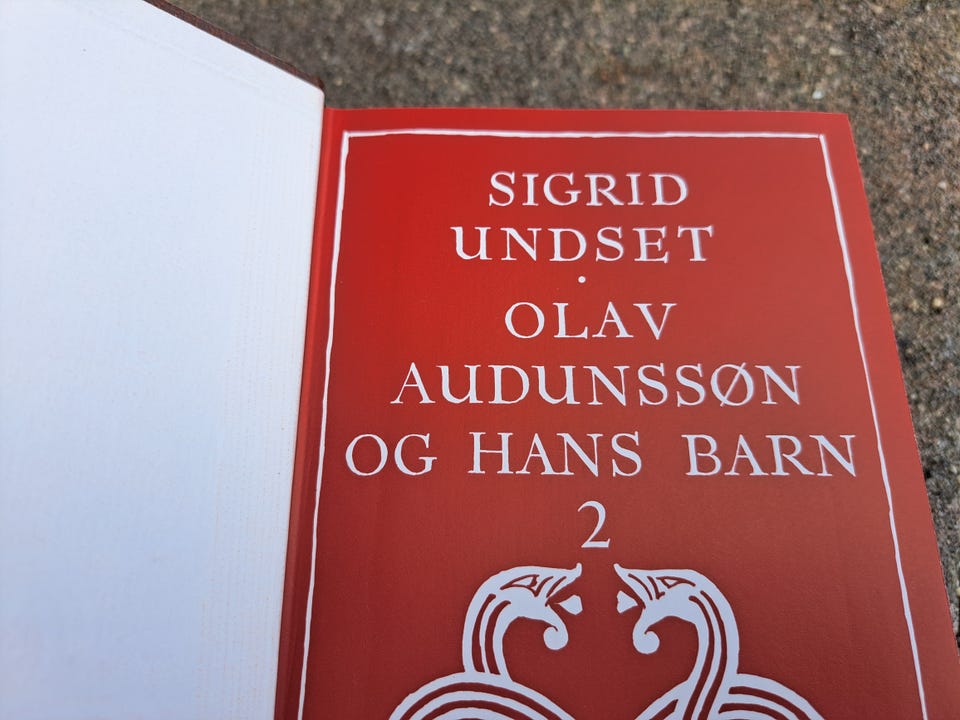 SIGRID
UNDSET
·
OLAV
AUDUNSSØN
OG HANS BARN
2